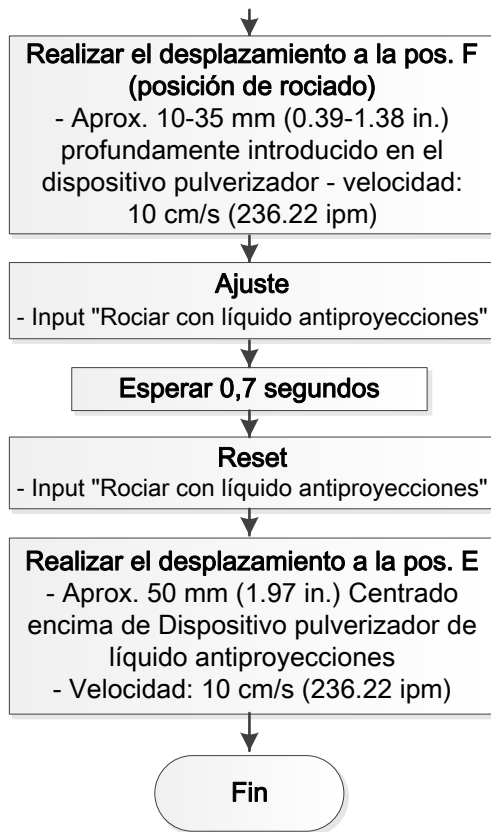 Realizar el desplazamiento a la pos. F
(posición de rociado)
- Aprox. 10-35 mm (0.39-1.38 in.)
profundamente introducido en el
dispositivo pulverizador - velocidad:
10 cm/s (236.22 ipm)
Ajuste
- Input "Rociar con líquido antiproyecciones"
Esperar 0,7 segundos
Reset
- Input "Rociar con líquido antiproyecciones"
Realizar el desplazamiento a la pos. E
- Aprox. 50 mm (1.97 in.) Centrado
encima de Dispositivo pulverizador de
líquido antiproyecciones
- Velocidad: 10 cm/s (236.22 ipm)
Fin